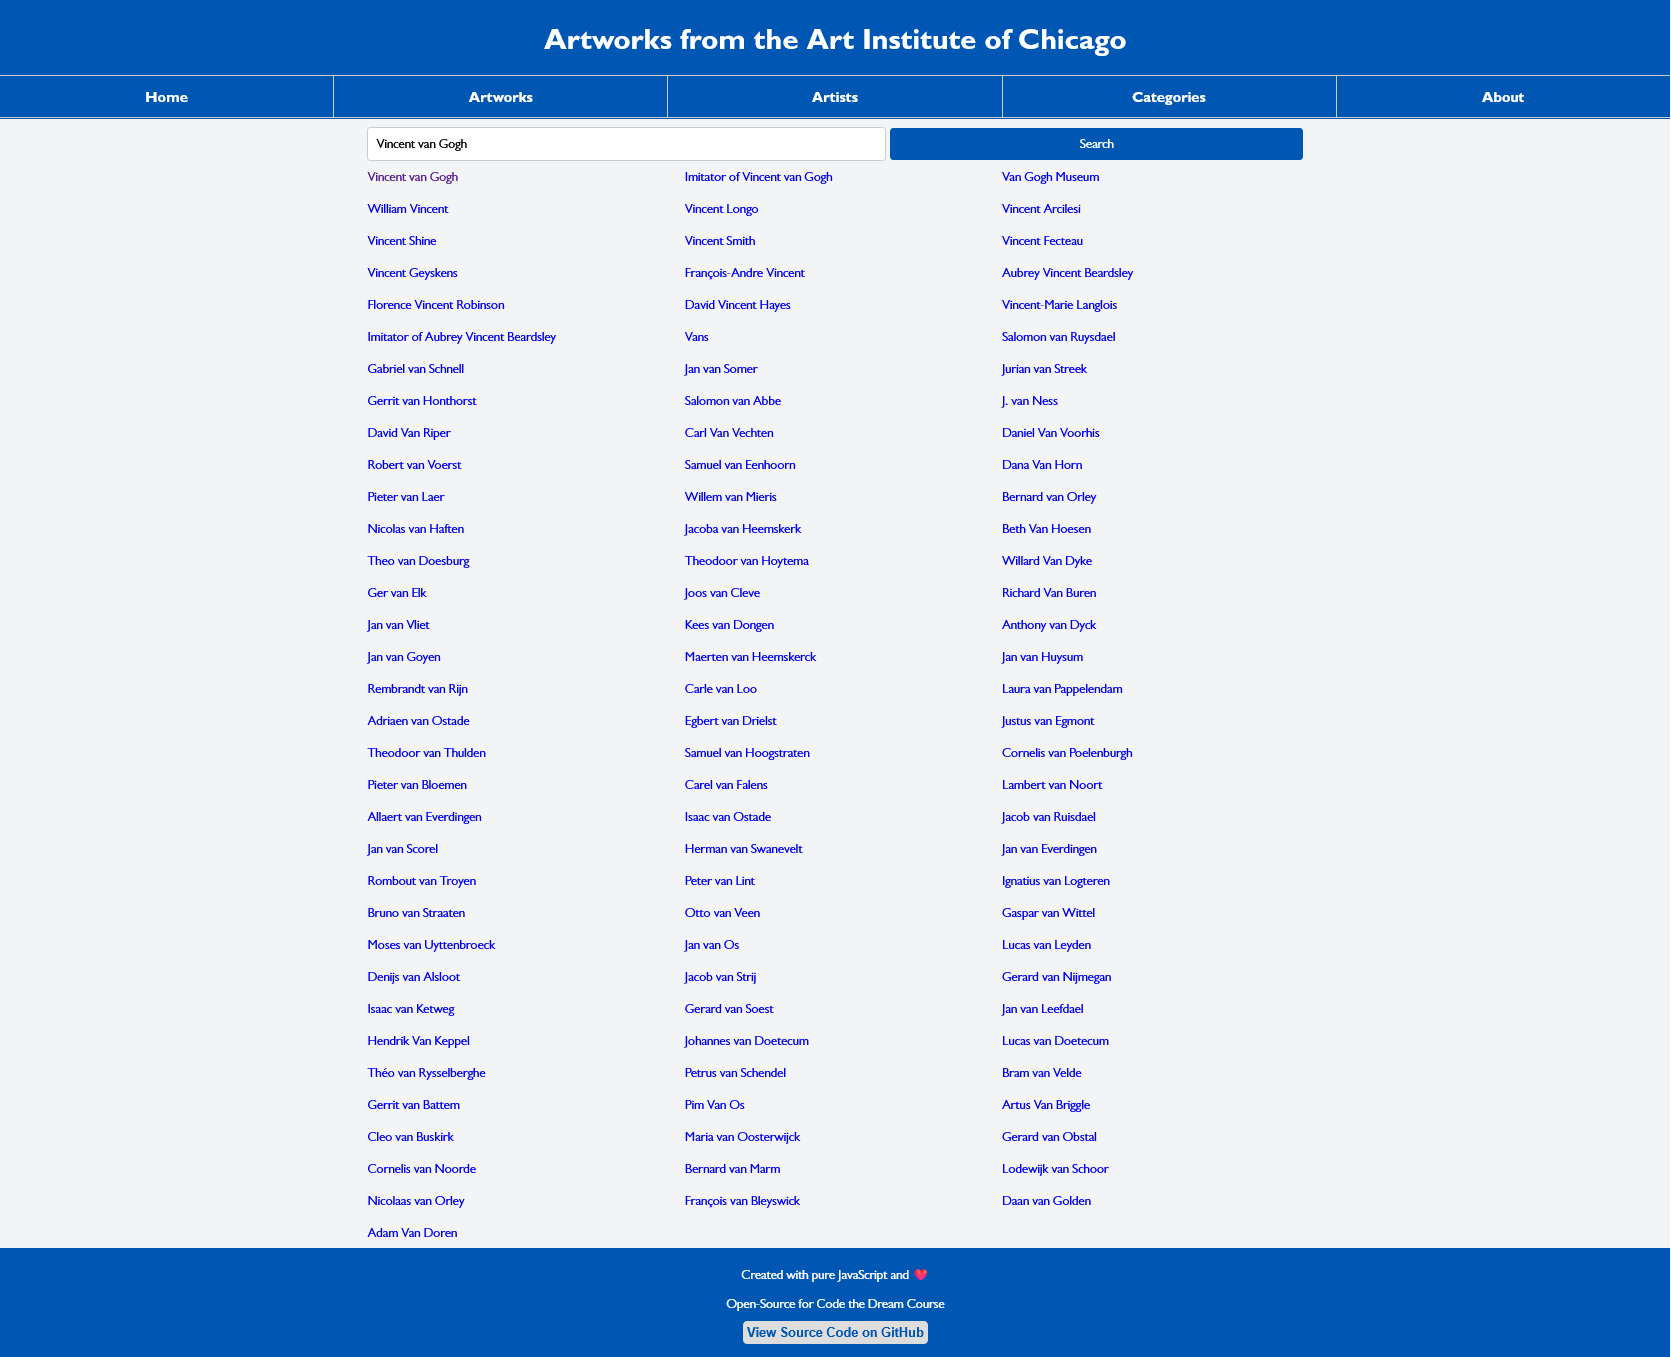 Artworks from the Art Institute of Chicago
Home Artworks Artists Categories About
Vincent van Gogh Search
Vincent van Gogh Imitator of Vincent van Gogh Van Gogh Museum
William Vincent Vincent Longo Vincent Arcilesi
Vincent Shine Vincent Smith Vincent Fecteau
Vincent Geyskens François-Andre Vincent Aubrey Vincent Beardsley
Florence Vincent Robinson David Vincent Hayes Vincent-Marie Langlois
Imitator of Aubrey Vincent Beardsley Vans Salomon van Ruysdael
Gabriel van Schnell Jan van Somer Jurian van Streek
Gerrit van Honthorst Salomon van Abbe J. van Ness
David Van Riper Carl Van Vechten Daniel Van Voorhis
Robert van Voerst Samuel van Eenhoorn Dana Van Horn
Pieter van Laer Willem van Mieris Bernard van Orley
Nicolas van Haften Jacoba van Heemskerk Beth Van Hoesen
Theo van Doesburg Theodoor van Hoytema Willard Van Dyke
Ger van Elk Joos van Cleve Richard Van Buren
Jan van Vliet Kees van Dongen Anthony van Dyck
Jan van Goyen Maerten van Heemskerck Jan van Huysum
Rembrandt van Rijn Carle van Loo Laura van Pappelendam
Adriaen van Ostade Egbert van Drielst Justus van Egmont
Theodoor van Thulden Samuel van Hoogstraten Cornelis van Poelenburgh
Pieter van Bloemen Carel van Falens Lambert van Noort
Allaert van Everdingen Isaac van Ostade Jacob van Ruisdael
Jan van Scorel Herman van Swanevelt Jan van Everdingen
Rombout van Troyen Peter van Lint Ignatius van Logteren
Bruno van Straaten Otto van Veen Gaspar van Wittel
Moses van Uyttenbroeck Jan van Os Lucas van Leyden
Denijs van Alsloot Jacob van Strij Gerard van Nijmegan
Isaac van Ketweg Gerard van Soest Jan van Leefdael
Hendrik Van Keppel Johannes van Doetecum Lucas van Doetecum
Théo van Rysselberghe Petrus van Schendel Bram van Velde
Gerrit van Battem Pim Van Os Artus Van Briggle
Cleo van Buskirk Maria van Oosterwijck Gerard van Obstal
Cornelis van Noorde Bernard van Marm Lodewijk van Schoor
Nicolaas van Orley François van Bleyswick Daan van Golden
Adam Van Doren
Created with pure JavaScript and 💔
Open-Source for Code the Dream Course
View Source Code on GitHub